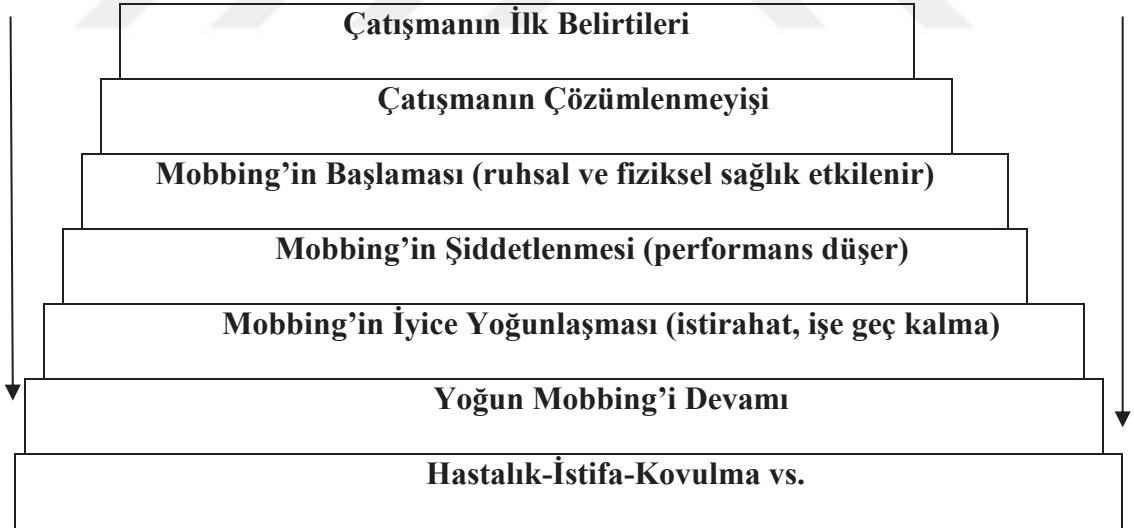 Çatışmanın İlk Belirtileri
Çatışmanın Çözümlenmeyişi
Mobbing’in Başlaması (ruhsal ve fiziksel sağlık etkilenir)
Mobbing’in Şiddetlenmesi (performans düşer)
Mobbing’in İyice Yoğunlaşması (istirahat, işe geç kalma)
Yoğun Mobbing’i Devamı
Hastalık-İstifa-Kovulma vs.